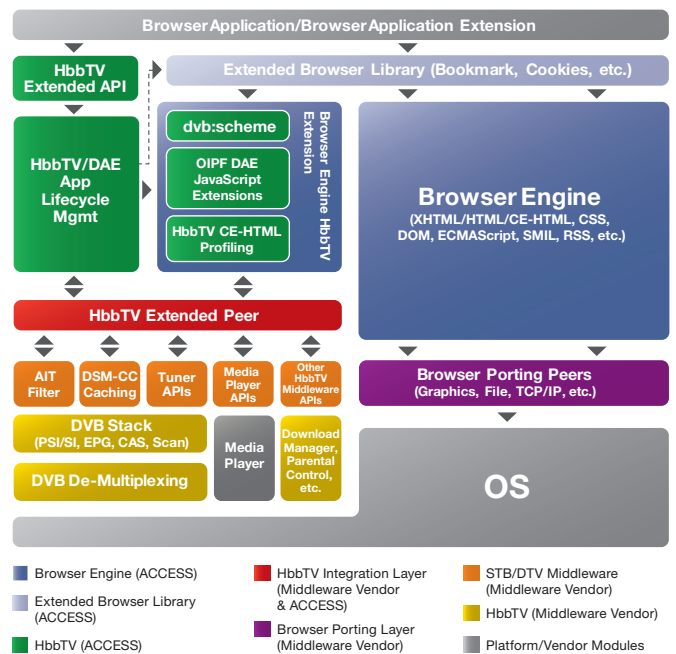 Browser Application/Browser Application Extension
HbbTV
Extended API
Extended Browser Library (Bookmark, Cookies, etc.)
HbbTV/DAE
App
Lifecycle
Mgmt
dvb:scheme
OIPF DAE
JavaScript
Extensions
HbbTV CE-HTML
Profiling
Browser Engine HbbTV
Extension
Browser Engine
(XHTML/HTML/CE-HTML, CSS,
DOM, ECMAScript, SMIL, RSS, etc.)
HbbTV Extended Peer
AIT
Filter
DSM-CC
Caching
Tuner
APIs
Media
Player
APIs
Other
HbbTV
Middleware
APIs
Browser Porting Peers
(Graphics, File, TCP/IP, etc.)
DVB Stack
(PSI/SI, EPG, CAS, Scan)
DVB De-Multiplexing
Media
Player
Download
Manager,
Parental
Control,
etc.
OS
Browser Engine (ACCESS)
Extended Browser Library
(ACCESS)
HbbTV (ACCESS)
HbbTV Integration Layer
(Middleware Vendor
& ACCESS)
Browser Porting Layer
(Middleware Vendor)
STB/DTV Middleware
(Middleware Vendor)
HbbTV (Middleware Vendor)
Platform/Vendor Modules